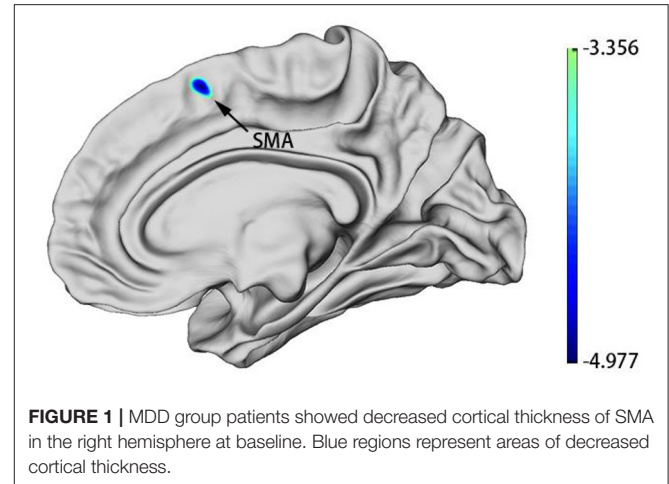 -3.356
SMA
-4.977
FIGURE 1 | MDD group patients showed decreased cortical thickness of SMA
in the right hemisphere at baseline. Blue regions represent areas of decreased
cortical thickness.